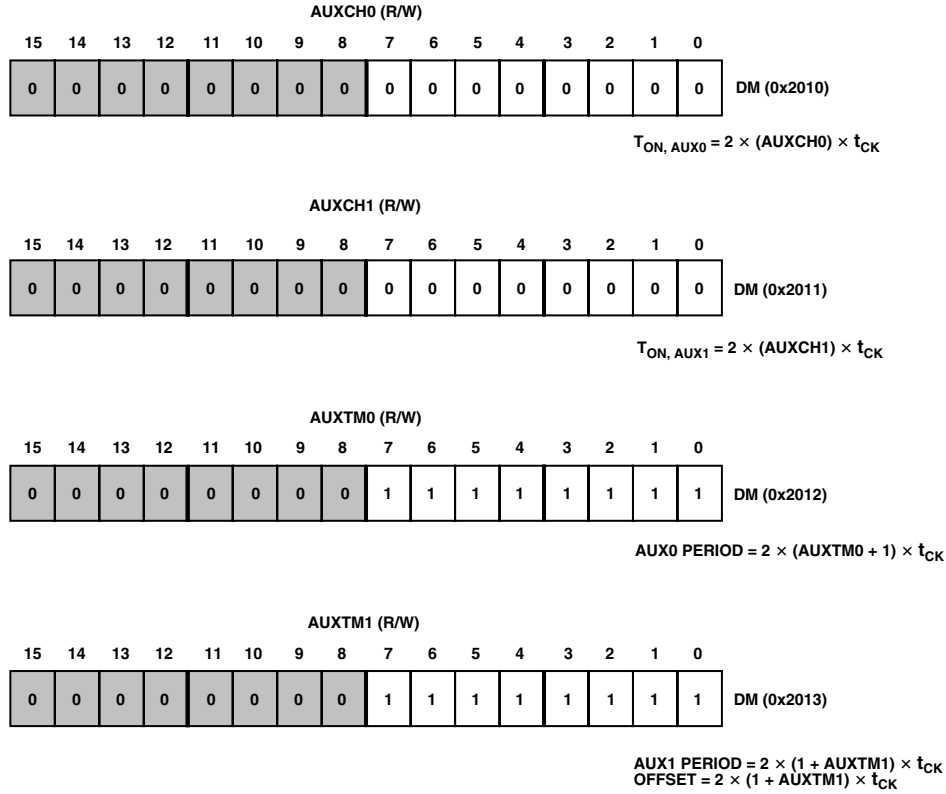 AUXCH0 (R/W)
15 14 13 12 11 10 9 8 7 6 5 4 3 2 1 0
0 0 0 0 0 0 0 0 0 0 0 0 0 0 0 0 DM (0x2010)
TON, AUX0 = 2 × (AUXCH0) × tCK
AUXCH1 (R/W)
15 14 13 12 11 10 9 8 7 6 5 4 3 2 1 0
0 0 0 0 0 0 0 0 0 0 0 0 0 0 0 0 DM (0x2011)
TON, AUX1 = 2 × (AUXCH1) × tCK
AUXTM0 (R/W)
15 14 13 12 11 10 9 8 7 6 5 4 3 2 1 0
0 0 0 0 0 0 0 0 1 1 1 1 1 1 1 1 DM (0x2012)
AUX0 PERIOD = 2 × (AUXTM0 + 1) × tCK
AUXTM1 (R/W)
15 14 13 12 11 10 9 8 7 6 5 4 3 2 1 0
0 0 0 0 0 0 0 0 1 1 1 1 1 1 1 1 DM (0x2013)
AUX1 PERIOD = 2 × (1 + AUXTM1) × tCK
OFFSET = 2 × (1 + AUXTM1) × tCK